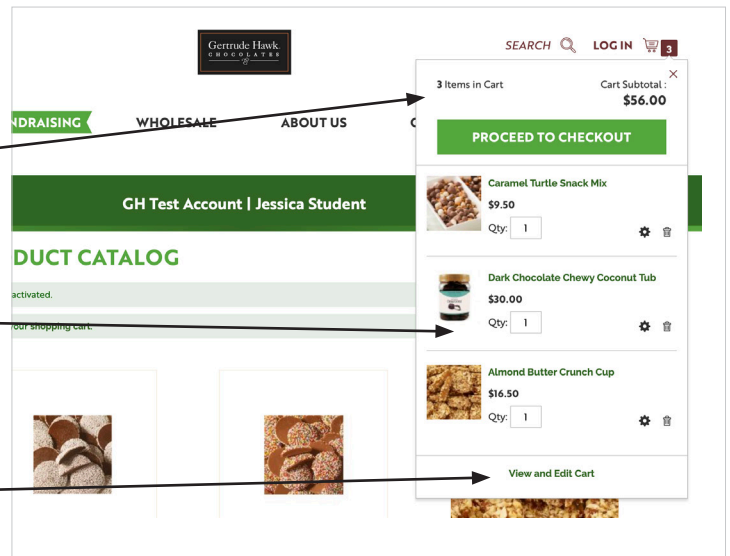 Gertrude Hawk.
CHOCOLATES
SEARCH LOG IN 3
3 Items in Cart
Cart Subtotal :
$56.00
PROCEED TO CHECKOUT
NDRAISING WHOLESALE ABOUT US
GH Test Account | Jessica Student
DUCT CATALOG
activated.
our shopping cart.
Caramel Turtle Snack Mix
$9.50
Qty: 1
Dark Chocolate Chewy Coconut Tub
$30.00
Qty: 1
Almond Butter Crunch Cup
$16.50
Qty: 1
View and Edit Cart